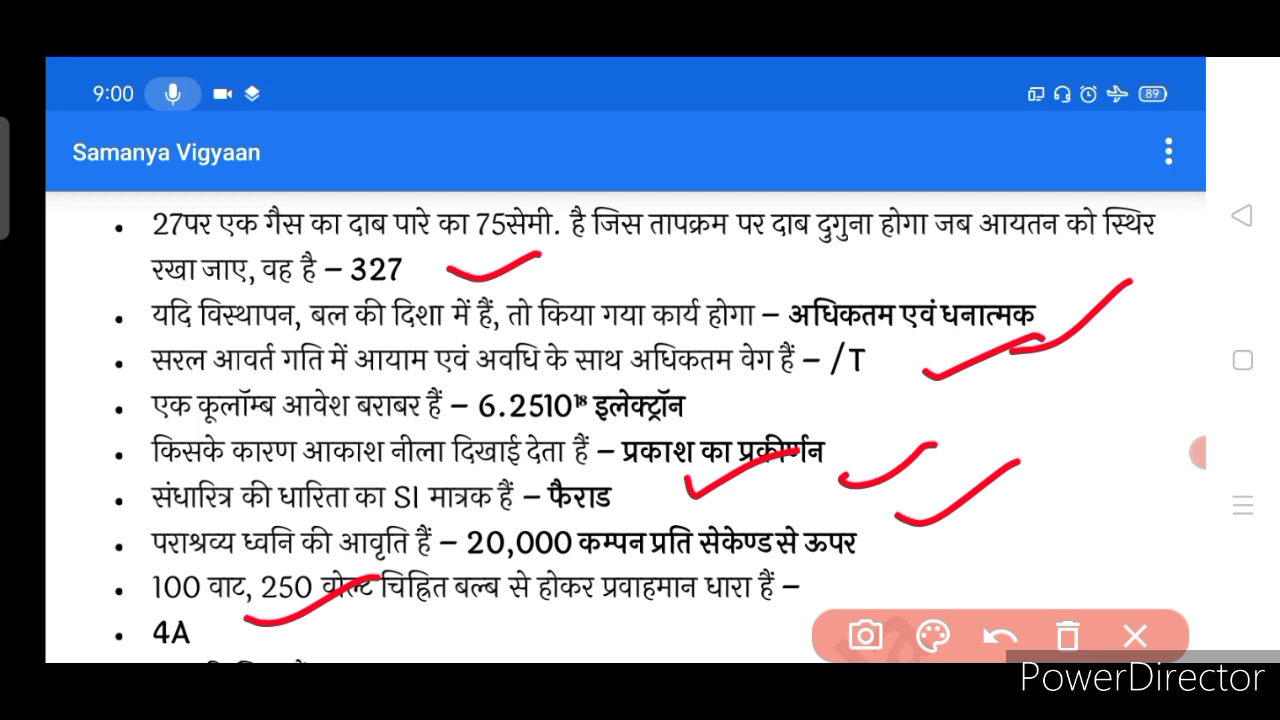 9:00
89
Samanya Vigyaan
• 27पर एक गैस का दाब पारे का 75सेमी. है जिस तापक्रम पर दाब दुगुना होगा जब आयतन को स्थिर
रखा जाए, वह है – 327
• यदि विस्थापन, बल की दिशा में हैं, तो किया गया कार्य होगा – अधिकतम एवं धनात्मक
• सरल आवर्त गति में आयाम एवं अवधि के साथ अधिकतम वेग हैं – /T
• एक कूलॉम्ब आवेश बराबर हैं – 6.2510¹⁸ इलेक्ट्रॉन
• किसके कारण आकाश नीला दिखाई देता हैं – प्रकाश का प्रकीर्णन
• संधारित्र की धारिता का SI मात्रक हैं – फैराड
• पराश्रव्य ध्वनि की आवृति हैं – 20,000 कम्पन प्रति सेकेण्ड से ऊपर
• 100 वाट, 250 वोल्ट चिह्नित बल्ब से होकर प्रवाहमान धारा हैं –
• 4A
PowerDirector